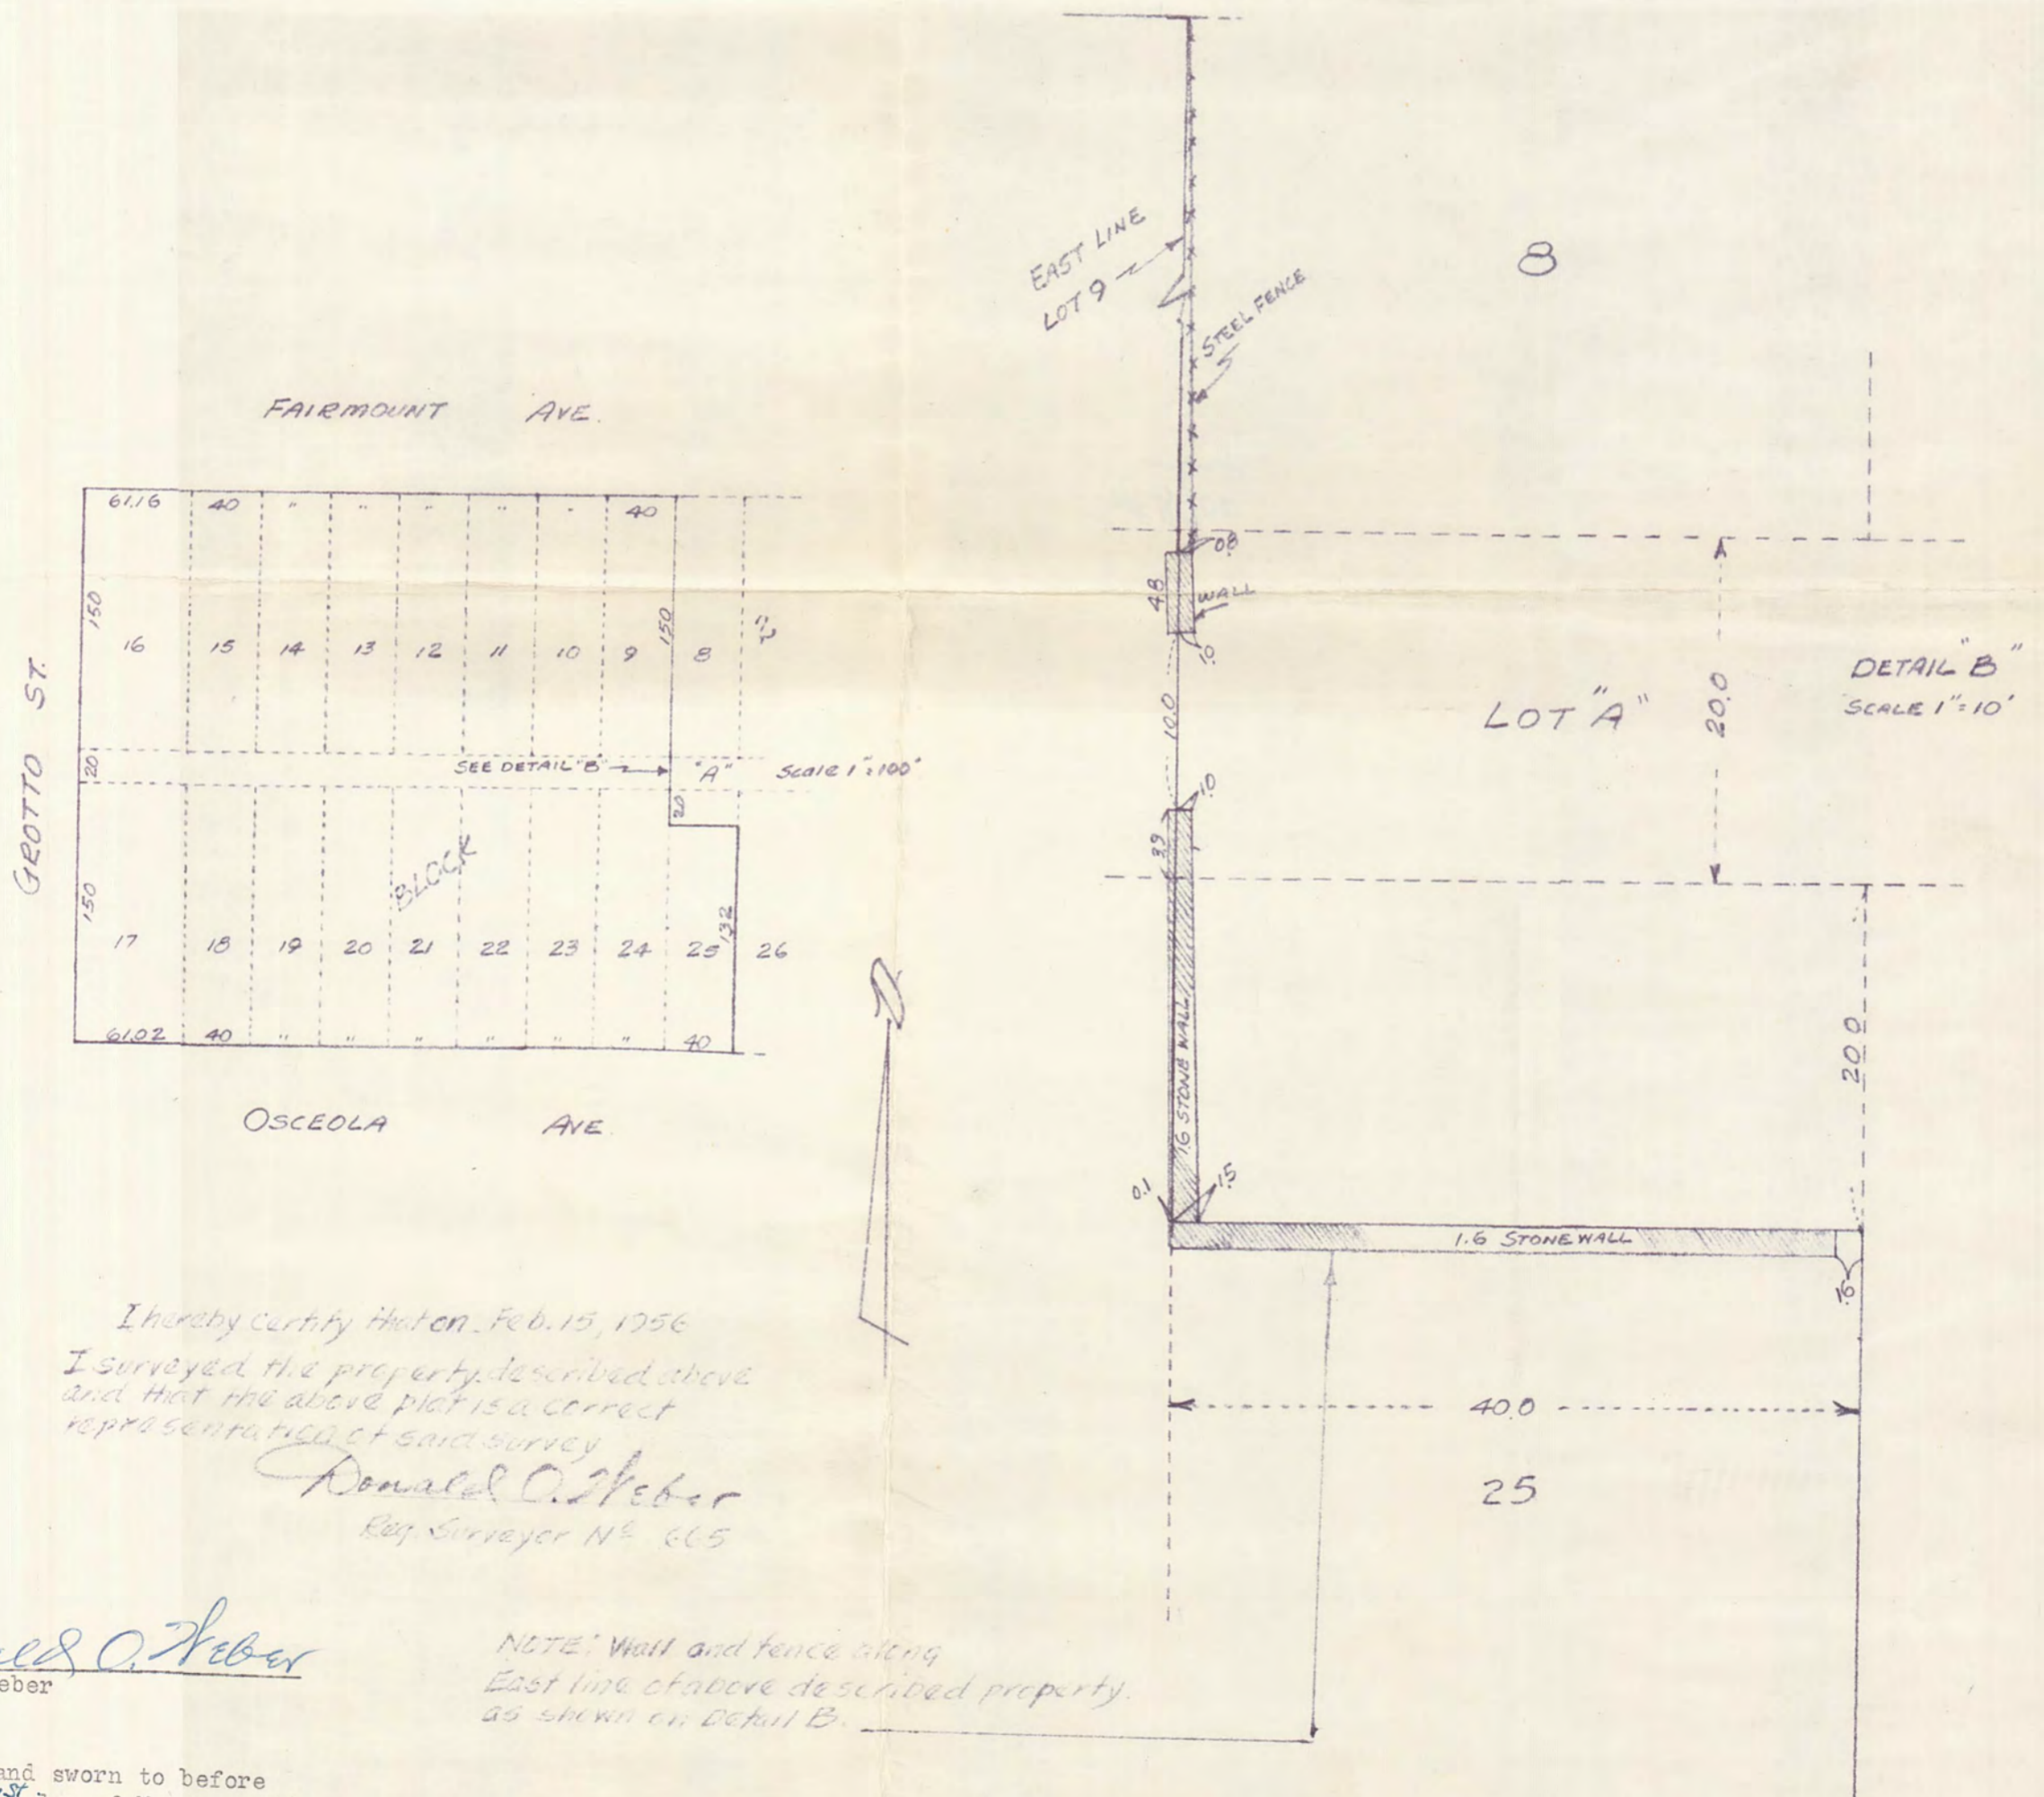 EAST LINE
LOT 9
STEEL FENCE
8
FAIRMOUNT AVE.
61.16 40 " " " " " 40
150
150
16 15 14 13 12 11 10 9 8
GROTTO ST.
20
SEE DETAIL "B"
"A"
Scale 1"=100'
20
BLOCK
150
132
17 18 19 20 21 22 23 24 25 26
61.02 40 " " " " " " 40
OSCEOLA AVE.
0.8
4.8
WALL
1.0
10.0
LOT "A"
20.0
DETAIL "B"
SCALE 1"=10'
1.0
3.9
1.6 STONE WALL
20.0
0.1
1.5
1.6 STONE WALL
40.0
25
I hereby certify that on Feb. 15, 1956
I surveyed the property described above
and that the above plat is a correct
representation of said survey
Donald O. Weber
Reg. Surveyor Nº 665
O. Weber
eber
NOTE: Wall and fence along
East line of above described property.
as shown on Detail B.
and sworn to before
st